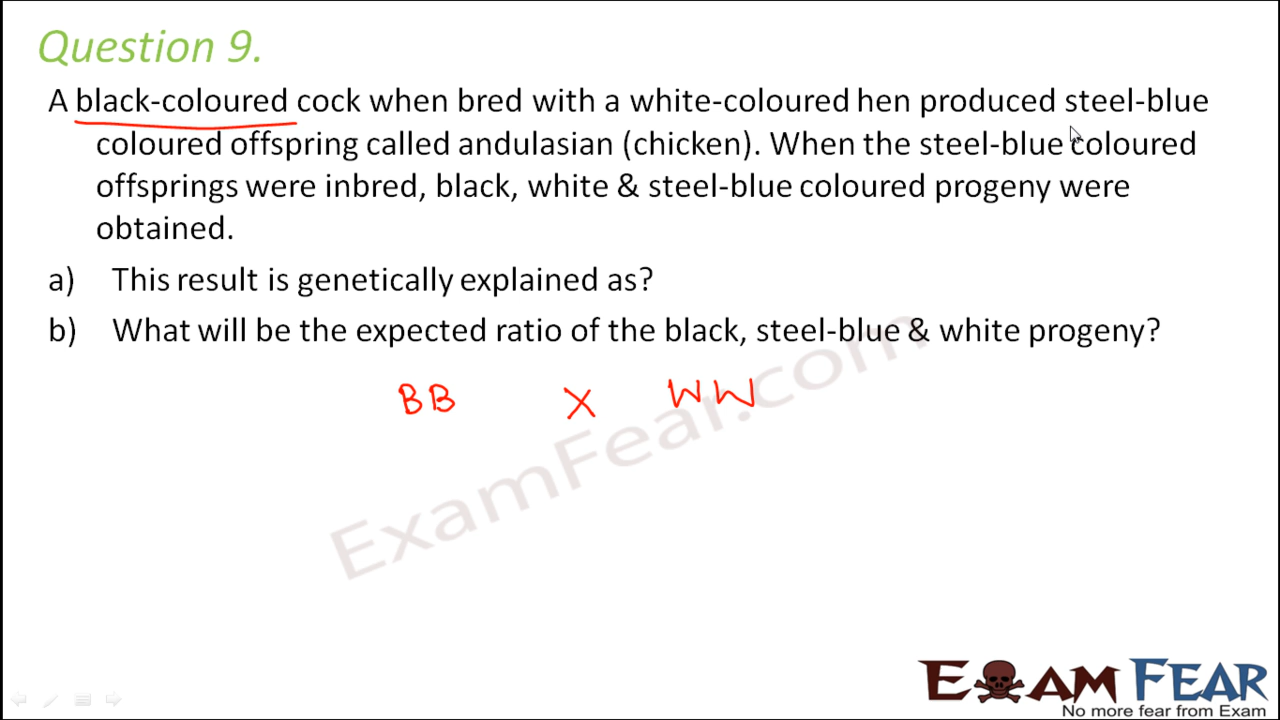 Question 9.
A black-coloured cock when bred with a white-coloured hen produced steel-blue
coloured offspring called andulasian (chicken). When the steel-blue coloured
offsprings were inbred, black, white & steel-blue coloured progeny were
obtained.
a) This result is genetically explained as?
b) What will be the expected ratio of the black, steel-blue & white progeny?
BB X WW
ExamFear.com
EXAM FEAR
No more fear from Exam